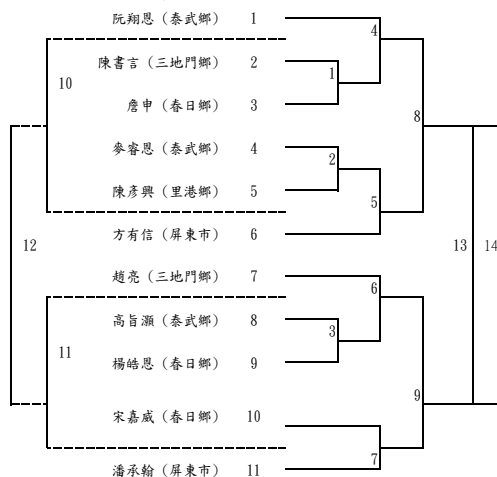 阮翔恩（泰武鄉） 1
4
陳書言（三地門鄉） 2
1
10
詹申（春日鄉） 3
8
麥睿恩（泰武鄉） 4
2
陳彥興（里港鄉） 5
5
方有信（屏東市） 6
12
13
14
趙亮（三地門鄉） 7
6
高旨灝（泰武鄉） 8
3
11
楊皓恩（春日鄉） 9
9
宋嘉威（春日鄉） 10
7
潘承翰（屏東市） 11